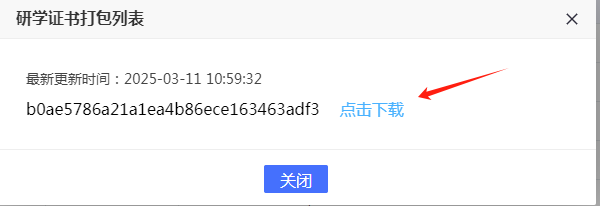 研学证书打包列表
最新更新时间：2025-03-11 10:59:32
b0ae5786a21a1ea4b86ece163463adf3 点击下载
关闭